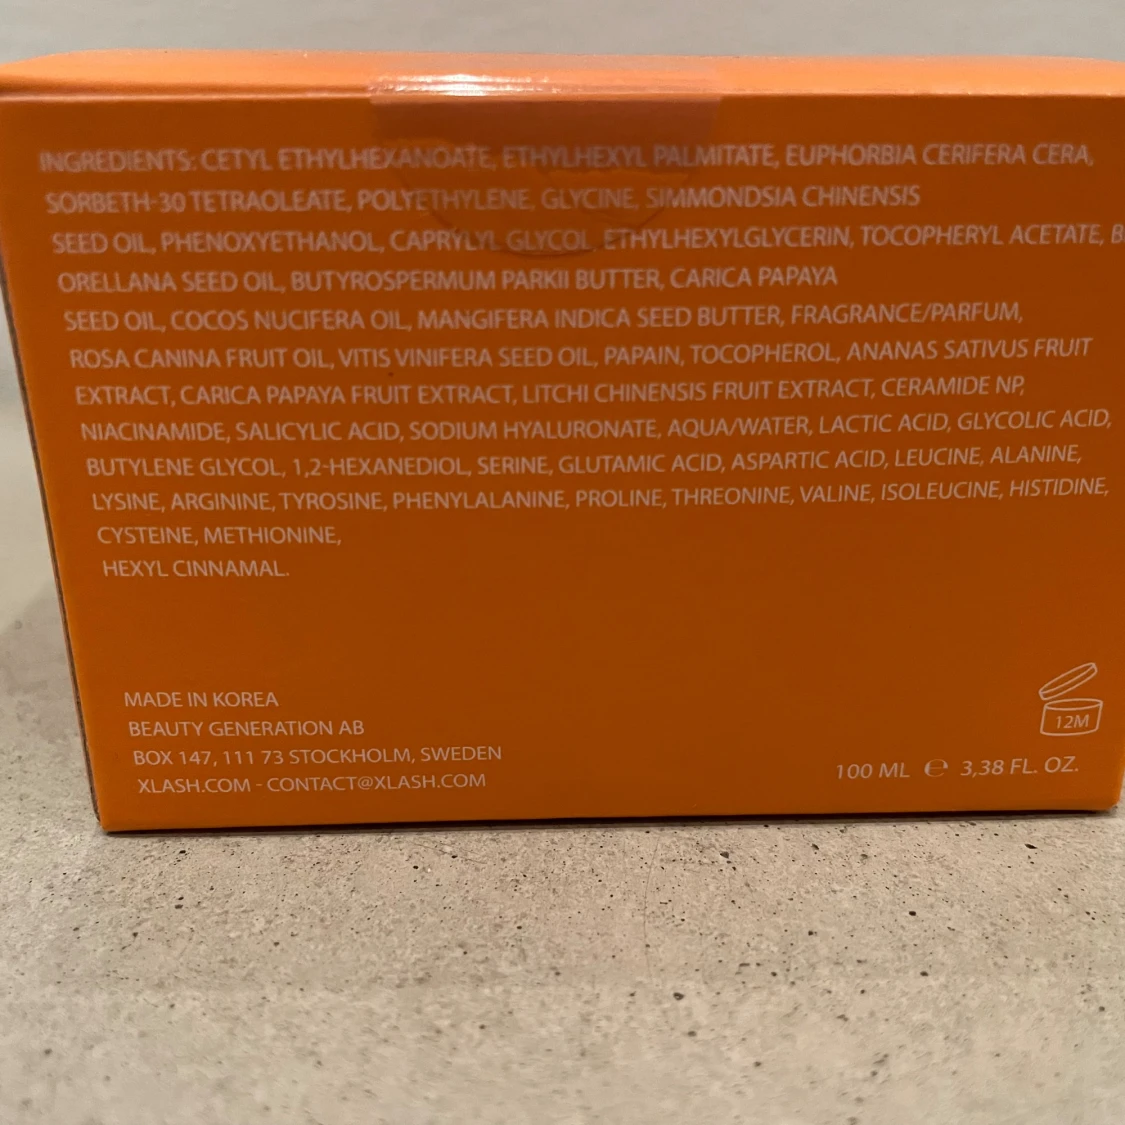 INGREDIENTS: CETYL ETHYLHEXANOATE, ETHYLHEXYL PALMITATE, EUPHORBIA CERIFERA CERA,
SORBETH-30 TETRAOLEATE, POLYETHYLENE, GLYCINE, SIMMONDSIA CHINENSIS
SEED OIL, PHENOXYETHANOL, CAPRYLYL GLYCOL, ETHYLHEXYLGLYCERIN, TOCOPHERYL ACETATE,
ORELLANA SEED OIL, BUTYROSPERMUM PARKII BUTTER, CARICA PAPAYA
SEED OIL, COCOS NUCIFERA OIL, MANGIFERA INDICA SEED BUTTER, FRAGRANCE/PARFUM,
ROSA CANINA FRUIT OIL, VITIS VINIFERA SEED OIL, PAPAIN, TOCOPHEROL, ANANAS SATIVUS FRUIT
EXTRACT, CARICA PAPAYA FRUIT EXTRACT, LITCHI CHINENSIS FRUIT EXTRACT, CERAMIDE NP,
NIACINAMIDE, SALICYLIC ACID, SODIUM HYALURONATE, AQUA/WATER, LACTIC ACID, GLYCOLIC ACID,
BUTYLENE GLYCOL, 1,2-HEXANEDIOL, SERINE, GLUTAMIC ACID, ASPARTIC ACID, LEUCINE, ALANINE,
LYSINE, ARGININE, TYROSINE, PHENYLALANINE, PROLINE, THREONINE, VALINE, ISOLEUCINE, HISTIDINE,
CYSTEINE, METHIONINE,
HEXYL CINNAMAL.
MADE IN KOREA
BEAUTY GENERATION AB
BOX 147, 111 73 STOCKHOLM, SWEDEN
XLASH.COM - CONTACT@XLASH.COM
12M
100 ML ℮ 3,38 FL. OZ.